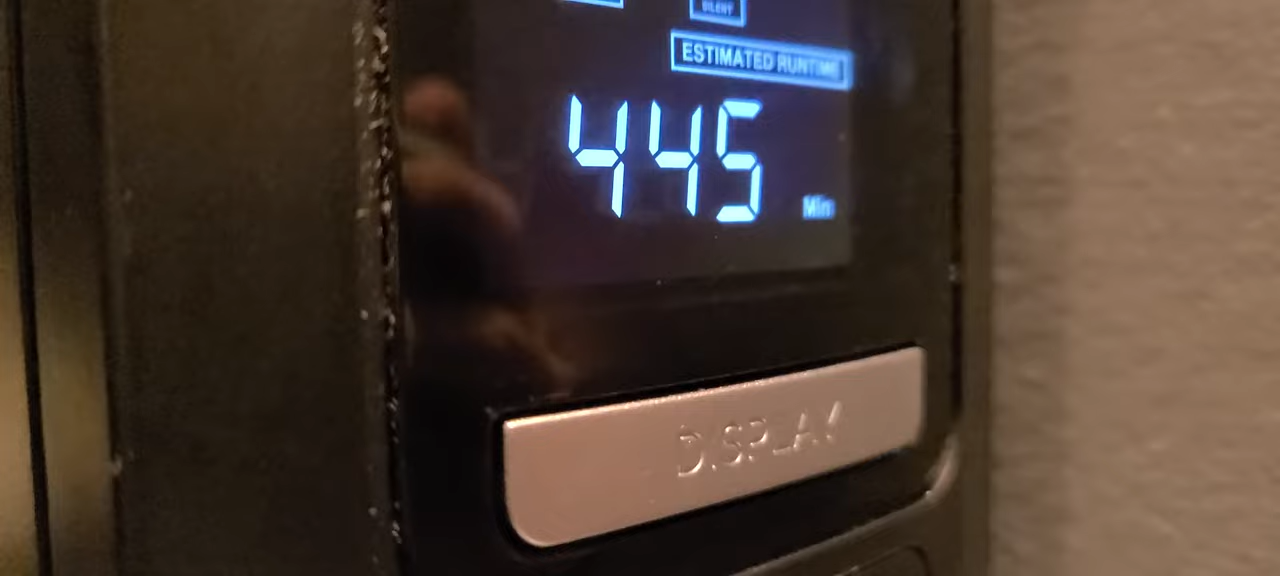 SILENT
ESTIMATED RUNTIME
445
Min
DISPLAY